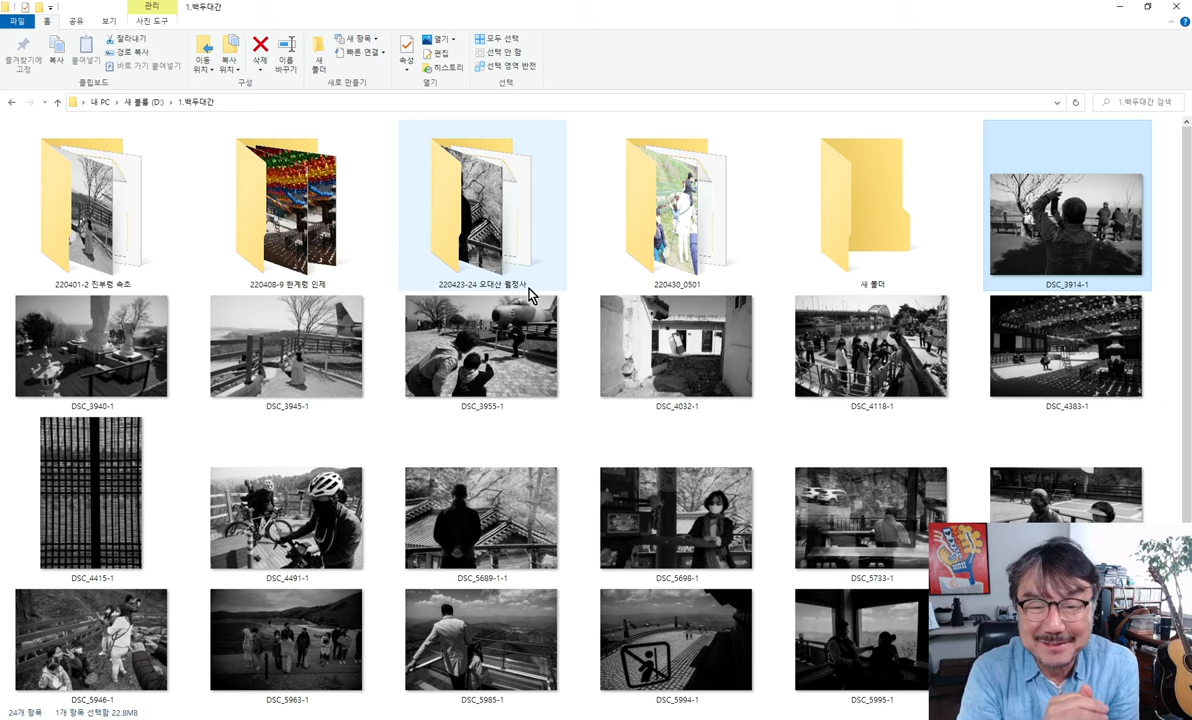 관리
1.백두대간
파일
홈
공유
보기
사진 도구
즐겨찾기에
고정
복사
붙여넣기
잘라내기
경로 복사
바로 가기 붙여넣기
클립보드
이동
위치
복사
위치
삭제
이름
바꾸기
구성
새
폴더
새 항목
빠른 연결
새로 만들기
속성
열기
편집
히스토리
열기
모두 선택
선택 안 함
선택 영역 반전
선택
내 PC
새 볼륨 (D:)
1.백두대간
1.백두대간 검색
220401-2 진부령 속초
220408-9 한계령 인제
220423-24 오대산 월정사
220430_0501
새 폴더
DSC_3914-1
DSC_3940-1
DSC_3945-1
DSC_3955-1
DSC_4032-1
DSC_4118-1
DSC_4383-1
DSC_4415-1
DSC_4491-1
DSC_5689-1-1
DSC_5698-1
DSC_5733-1
DSC_5946-1
DSC_5963-1
DSC_5985-1
DSC_5994-1
DSC_5995-1
24개 항목
1개 항목 선택함 22.8MB